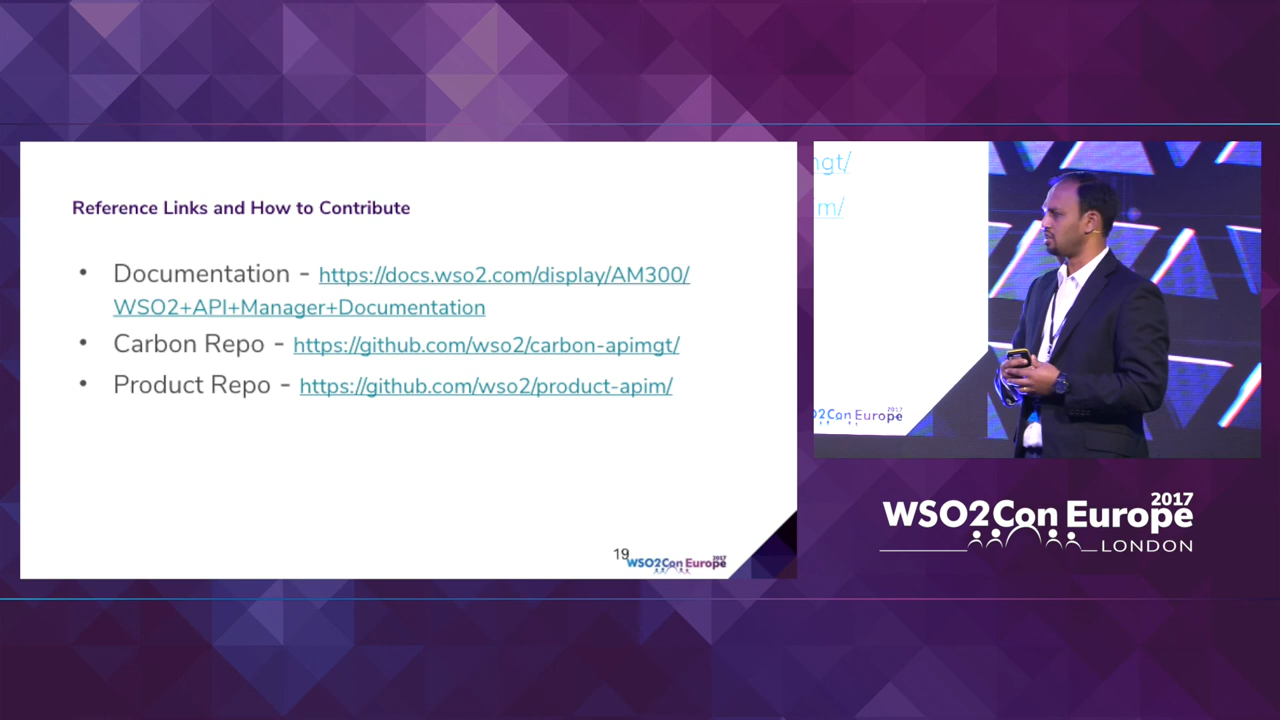 Reference Links and How to Contribute
• Documentation - https://docs.wso2.com/display/AM300/
WSO2+API+Manager+Documentation
• Carbon Repo - https://github.com/wso2/carbon-apimgt/
• Product Repo - https://github.com/wso2/product-apim/
19
WSO2Con Europe 2017
gt/
m/
O2Con Europe 2017
WSO2Con Europe 2017
LONDON